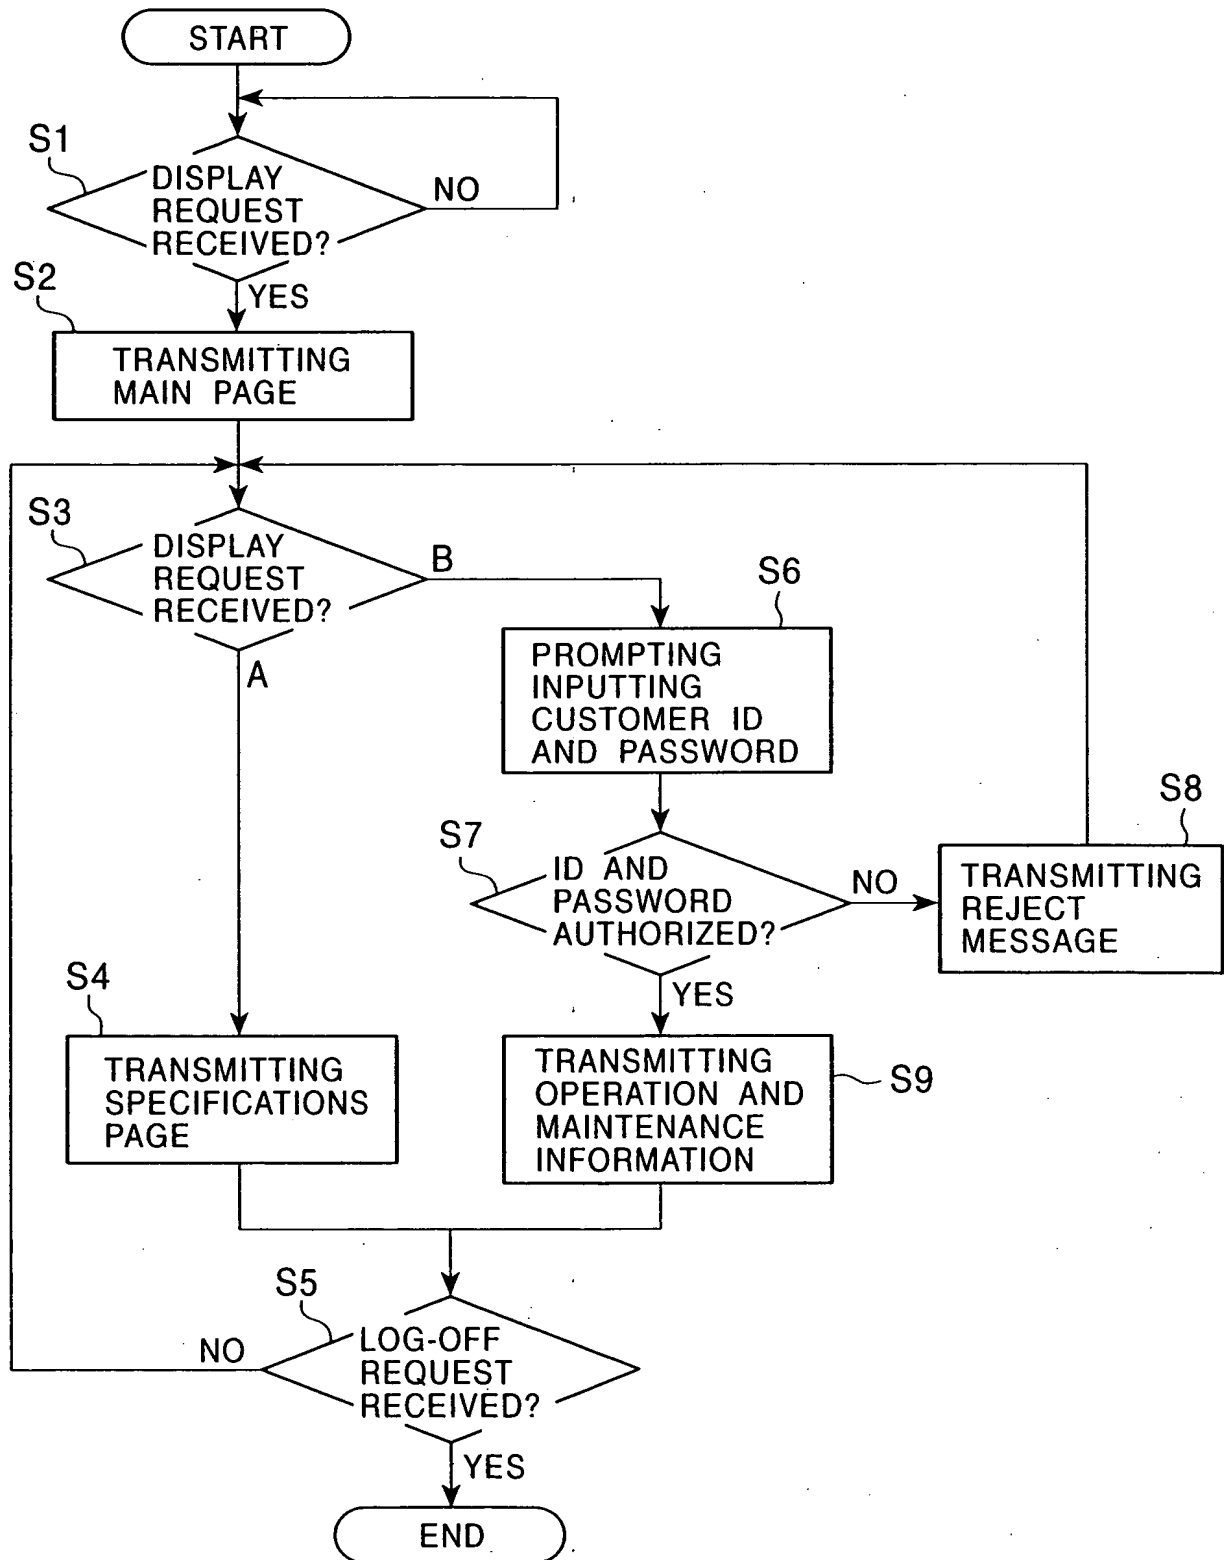 START
S1
DISPLAY
REQUEST
RECEIVED?
NO
YES
S2
TRANSMITTING
MAIN PAGE
S3
DISPLAY
REQUEST
RECEIVED?
B
A
S6
PROMPTING
INPUTTING
CUSTOMER ID
AND PASSWORD
S7
ID AND
PASSWORD
AUTHORIZED?
NO
YES
S8
TRANSMITTING
REJECT
MESSAGE
S4
TRANSMITTING
SPECIFICATIONS
PAGE
TRANSMITTING
OPERATION AND
MAINTENANCE
INFORMATION
S9
S5
LOG-OFF
REQUEST
RECEIVED?
NO
YES
END